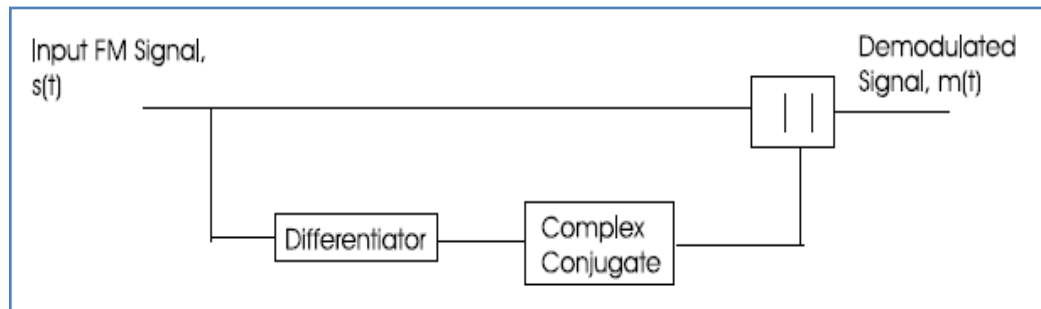 Input FM Signal,
s(t)
Demodulated
Signal, m(t)
| |
Differentiator
Complex
Conjugate